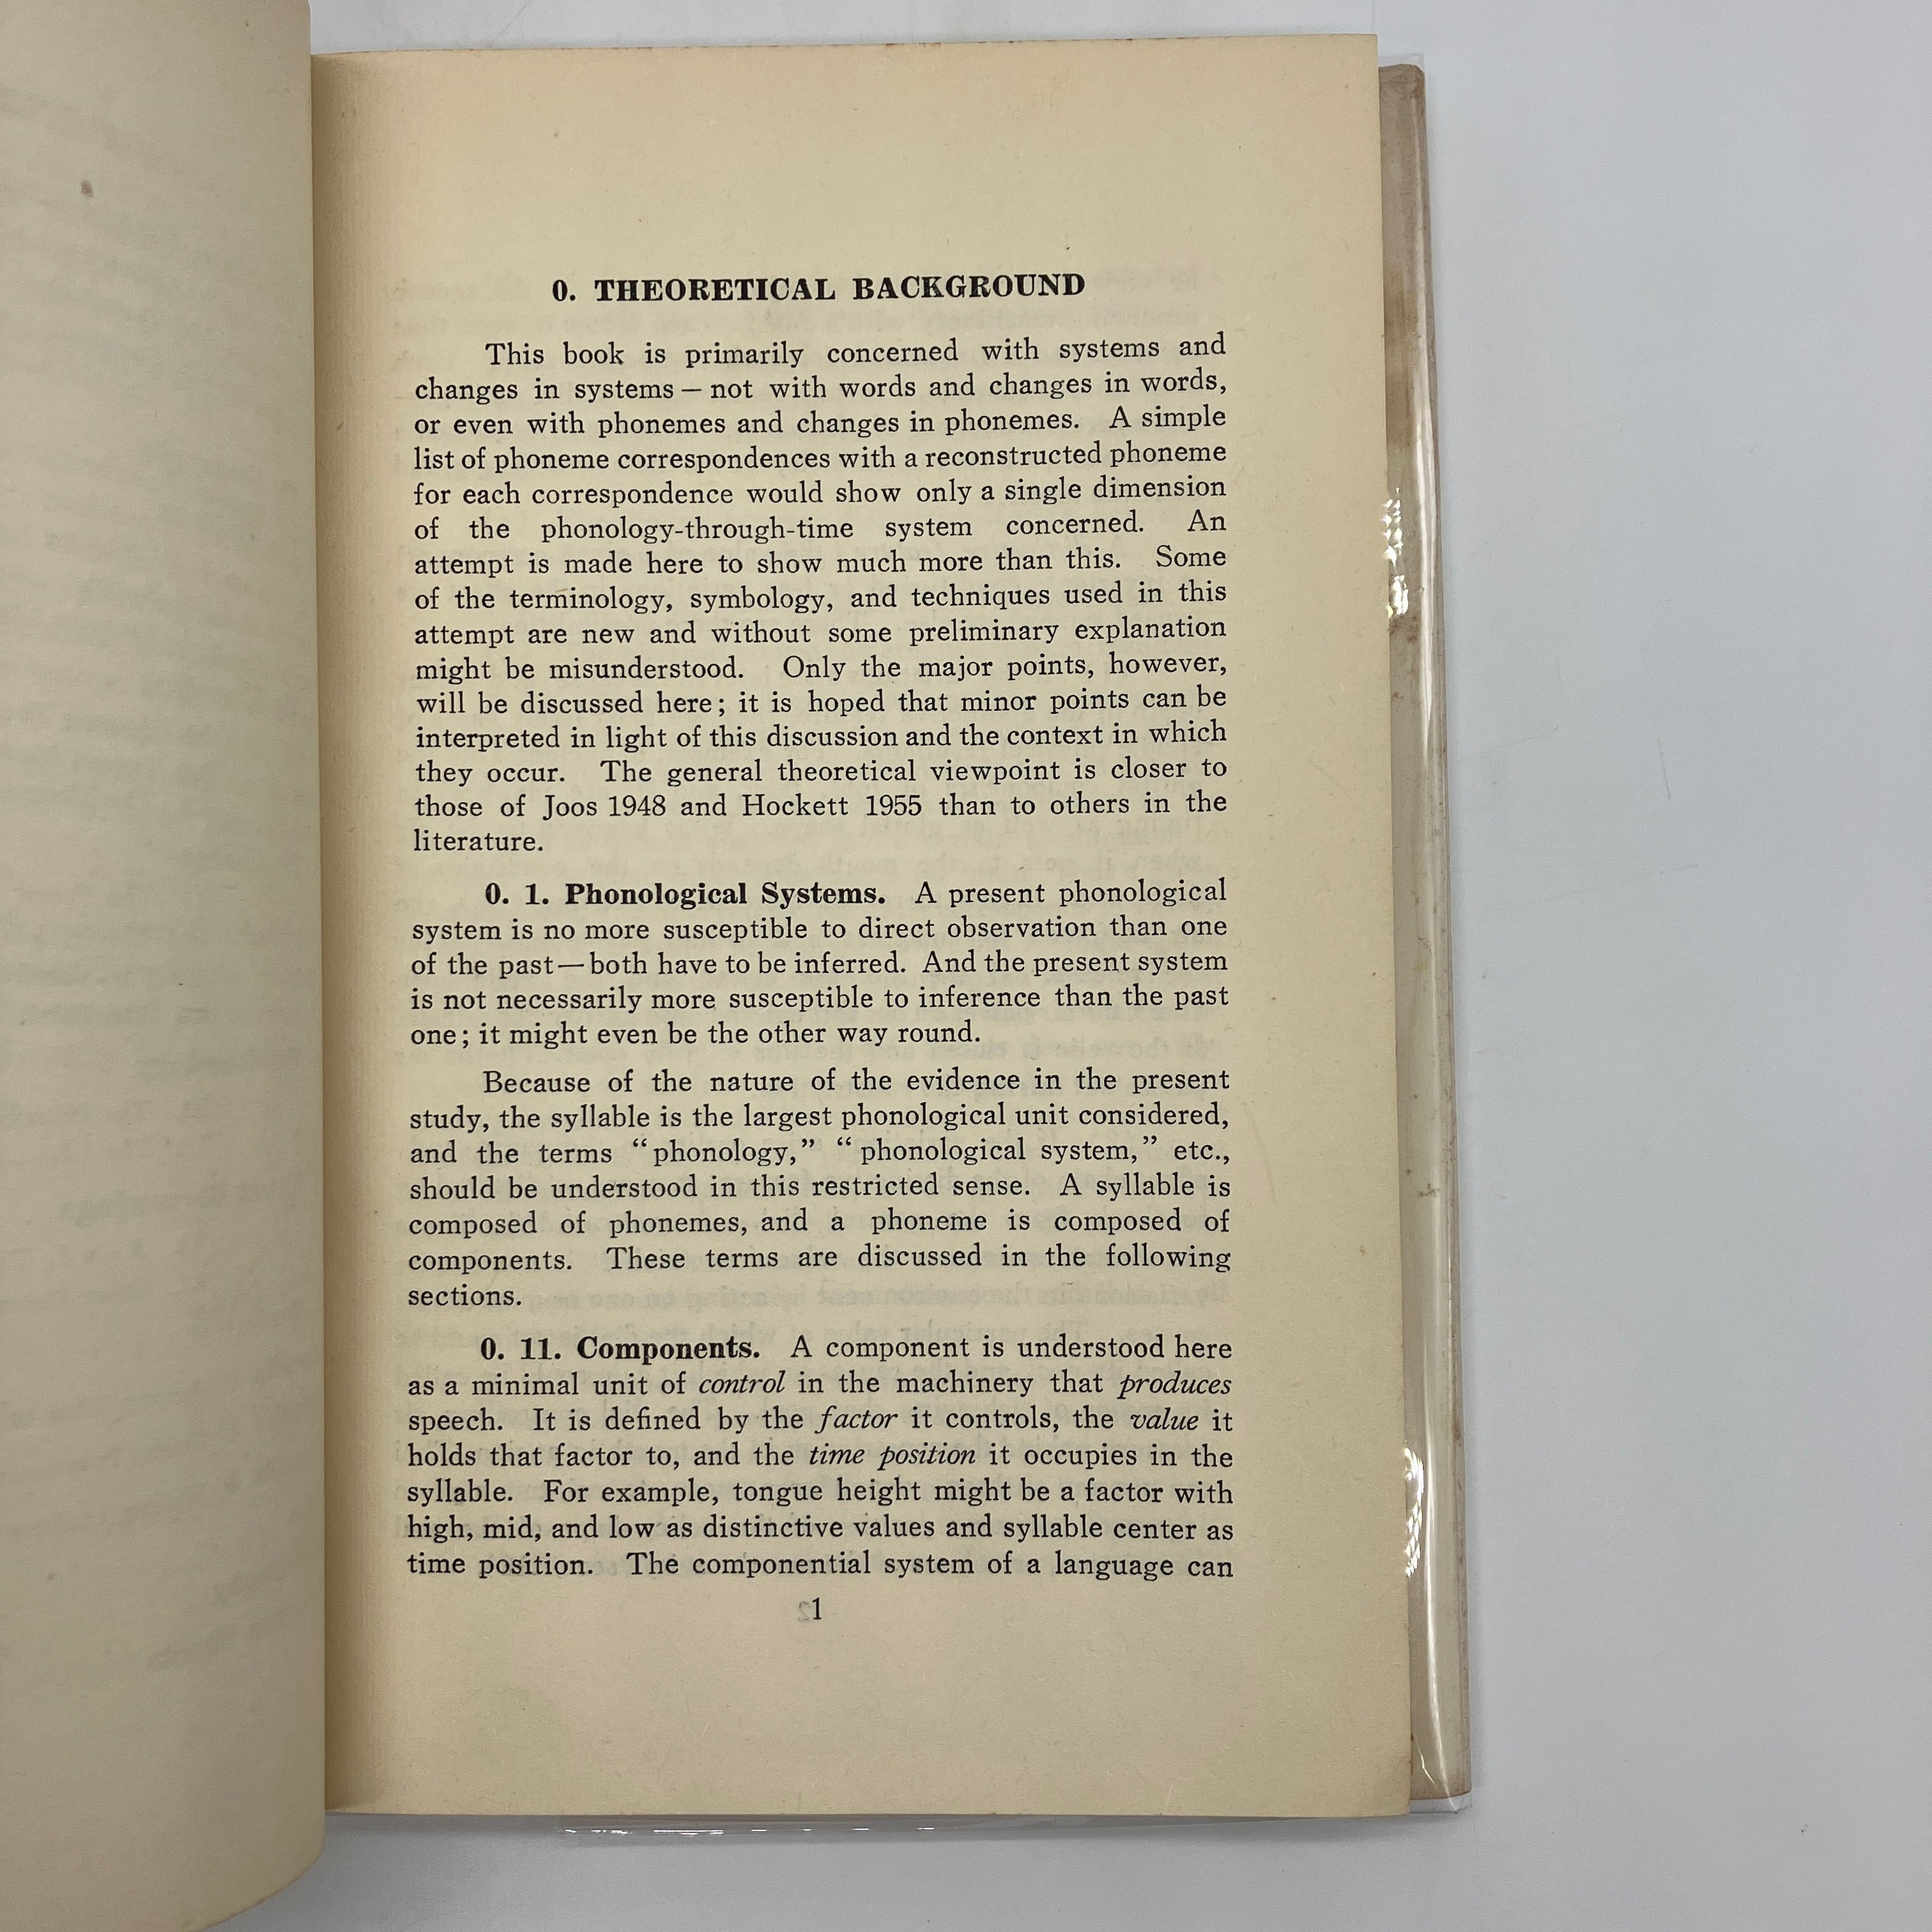 0. THEORETICAL BACKGROUND
This book is primarily concerned with systems and
changes in systems — not with words and changes in words,
or even with phonemes and changes in phonemes. A simple
list of phoneme correspondences with a reconstructed phoneme
for each correspondence would show only a single dimension
of the phonology-through-time system concerned. An
attempt is made here to show much more than this. Some
of the terminology, symbology, and techniques used in this
attempt are new and without some preliminary explanation
might be misunderstood. Only the major points, however,
will be discussed here; it is hoped that minor points can be
interpreted in light of this discussion and the context in which
they occur. The general theoretical viewpoint is closer to
those of Joos 1948 and Hockett 1955 than to others in the
literature.
0. 1. Phonological Systems. A present phonological
system is no more susceptible to direct observation than one
of the past—both have to be inferred. And the present system
is not necessarily more susceptible to inference than the past
one; it might even be the other way round.
Because of the nature of the evidence in the present
study, the syllable is the largest phonological unit considered,
and the terms “phonology,” “phonological system,” etc.,
should be understood in this restricted sense. A syllable is
composed of phonemes, and a phoneme is composed of
components. These terms are discussed in the following
sections.
0. 11. Components. A component is understood here
as a minimal unit of control in the machinery that produces
speech. It is defined by the factor it controls, the value it
holds that factor to, and the time position it occupies in the
syllable. For example, tongue height might be a factor with
high, mid, and low as distinctive values and syllable center as
time position. The componential system of a language can
1